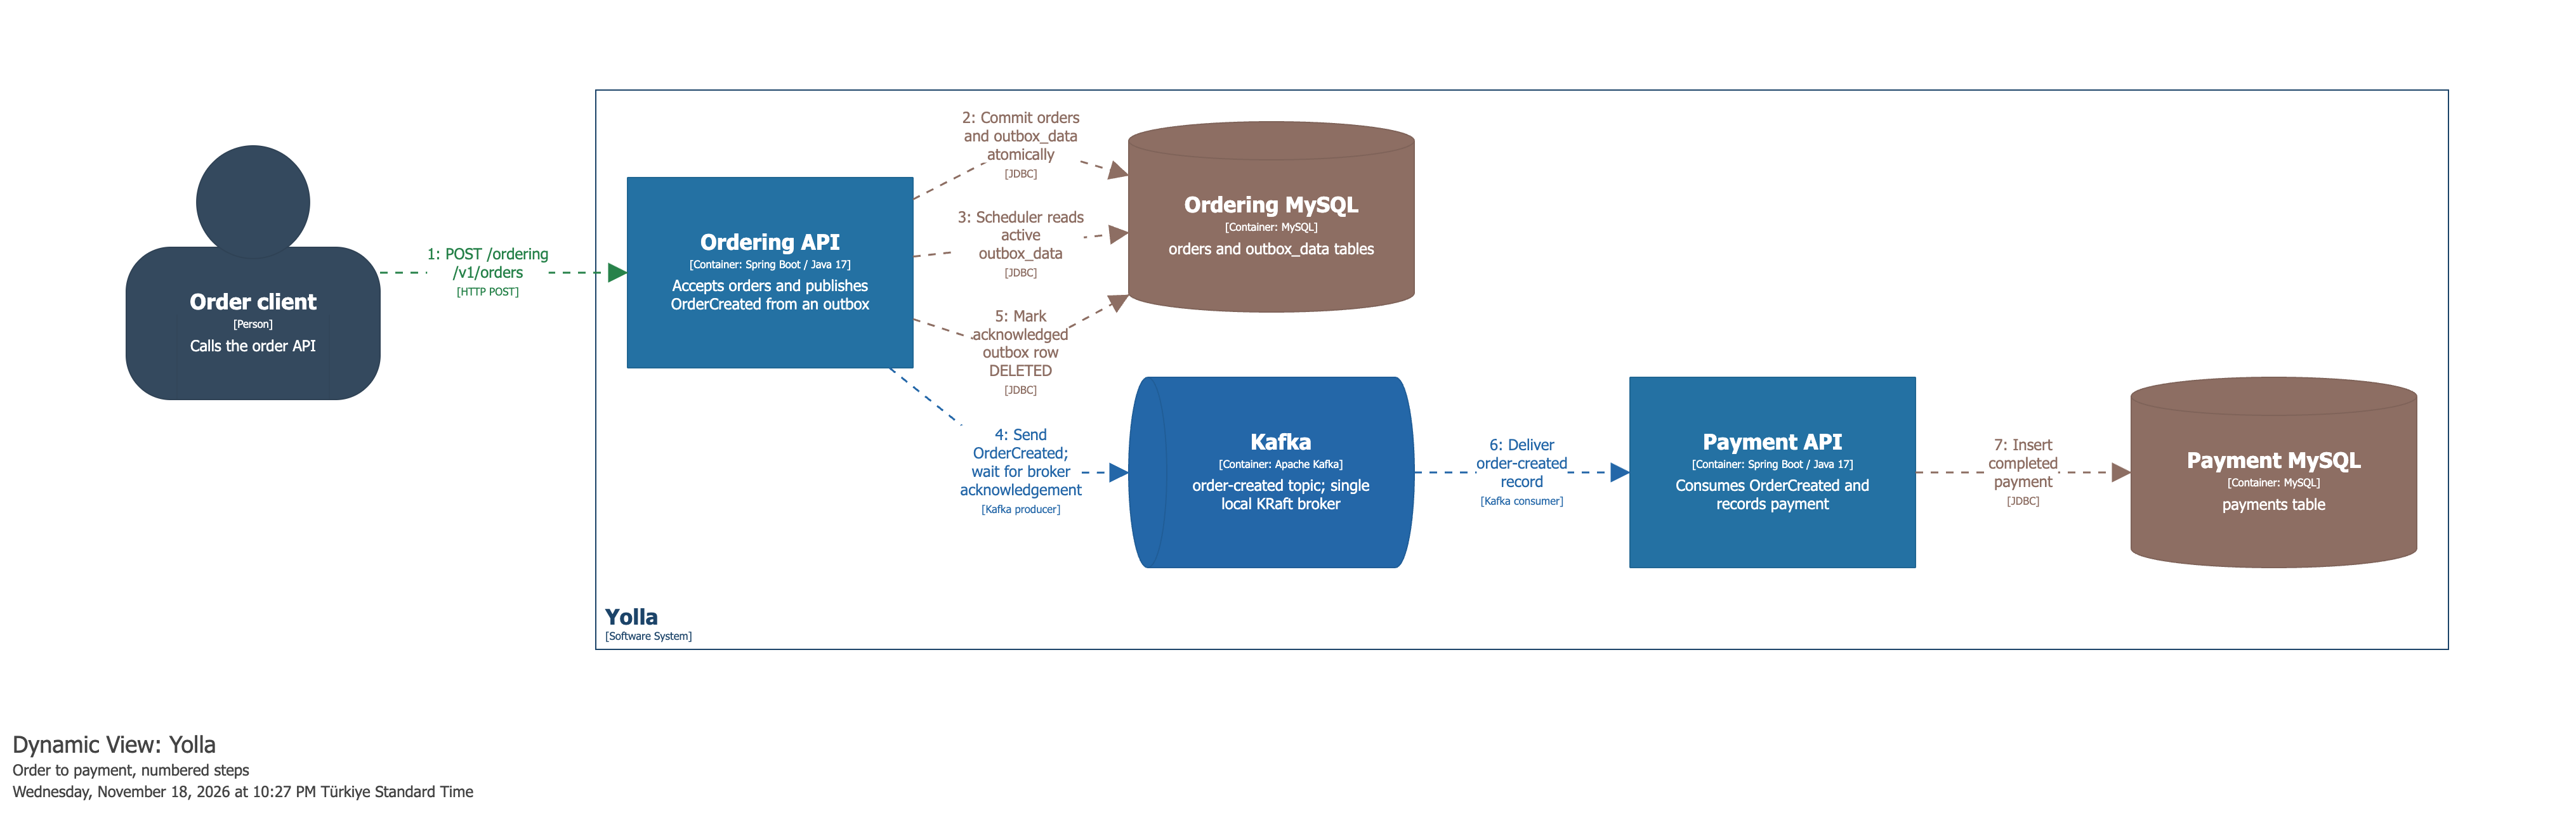 Order client
[Person]
Calls the order API
1: POST /ordering
/v1/orders
[HTTP POST]
Ordering API
[Container: Spring Boot / Java 17]
Accepts orders and publishes
OrderCreated from an outbox
2: Commit orders
and outbox_data
atomically
[JDBC]
3: Scheduler reads
active
outbox_data
[JDBC]
5: Mark
acknowledged
outbox row
DELETED
[JDBC]
4: Send
OrderCreated;
wait for broker
acknowledgement
[Kafka producer]
Ordering MySQL
[Container: MySQL]
orders and outbox_data tables
Kafka
[Container: Apache Kafka]
order-created topic; single
local KRaft broker
6: Deliver
order-created
record
[Kafka consumer]
Payment API
[Container: Spring Boot / Java 17]
Consumes OrderCreated and
records payment
7: Insert
completed
payment
[JDBC]
Payment MySQL
[Container: MySQL]
payments table
Yolla
[Software System]
Dynamic View: Yolla
Order to payment, numbered steps
Wednesday, November 18, 2026 at 10:27 PM Türkiye Standard Time